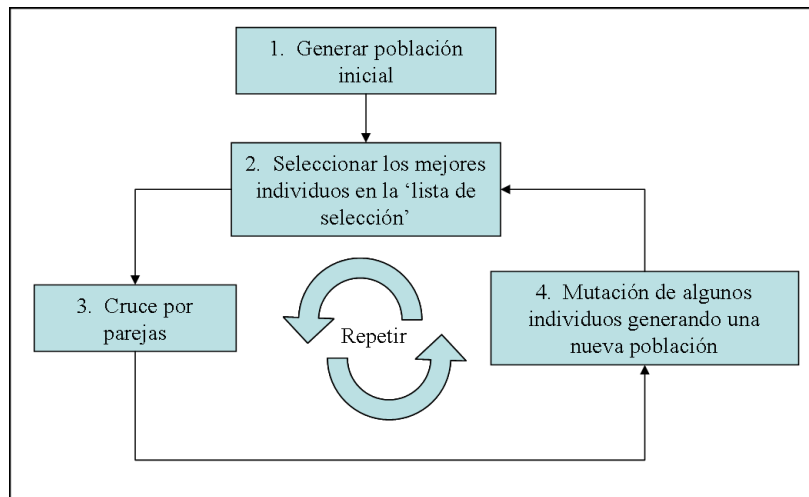 1. Generar población
inicial
2. Seleccionar los mejores
individuos en la ‘lista de
selección’
3. Cruce por
parejas
Repetir
4. Mutación de algunos
individuos generando una
nueva población